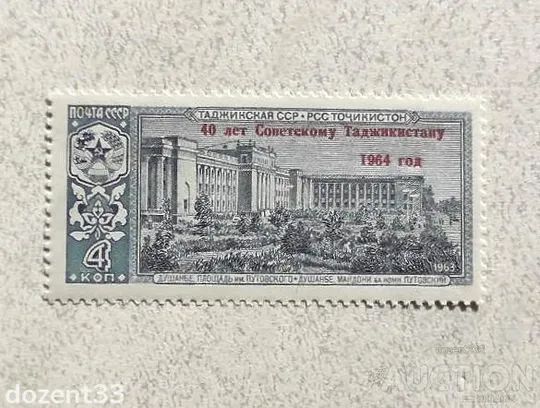 ПОЧТА СССР
ТАДЖИКСКАЯ ССР • РСС ТОҶИКИСТОН
40 лет Советскому Таджикистану
1964 год
4
КОП
1963
ДУШАНБЕ. ПЛОЩАДЬ ИМ. ПУТОВСКОГО • ДУШАНБЕ. МАЙДОНИ БА НОМИ ПУТОВСКИЙ
dozent33
AUCTION